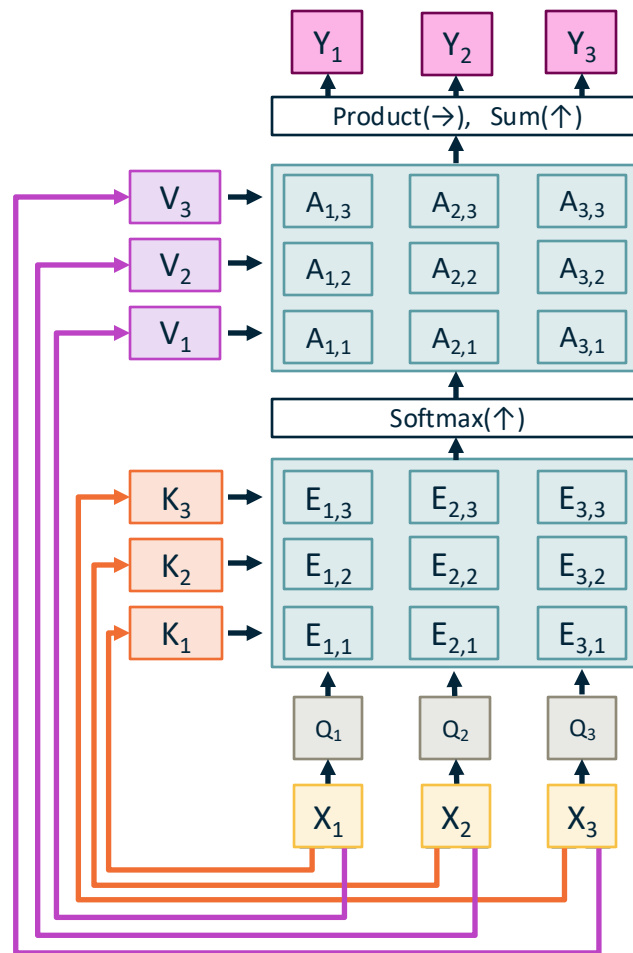 Y₁ Y₂ Y₃
Product(→), Sum(↑)
V₃ A₁,₃ A₂,₃ A₃,₃
V₂ A₁,₂ A₂,₂ A₃,₂
V₁ A₁,₁ A₂,₁ A₃,₁
Softmax(↑)
K₃ E₁,₃ E₂,₃ E₃,₃
K₂ E₁,₂ E₂,₂ E₃,₂
K₁ E₁,₁ E₂,₁ E₃,₁
Q₁ Q₂ Q₃
X₁ X₂ X₃